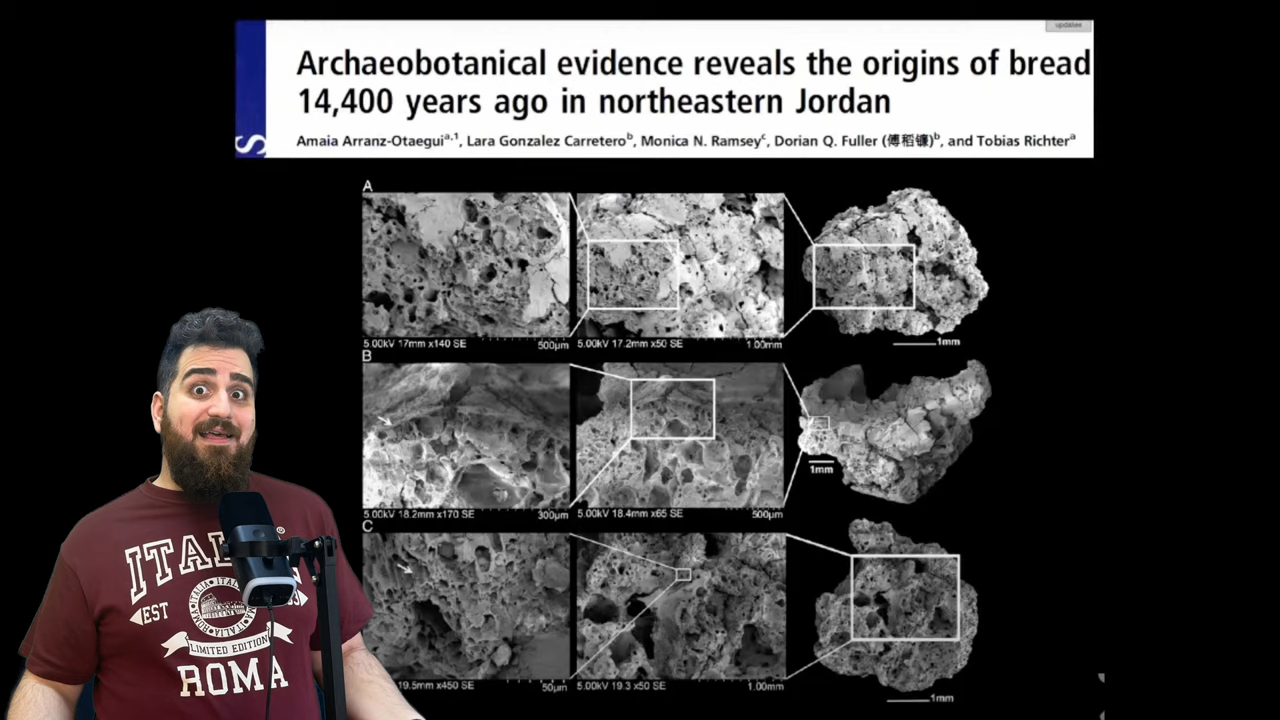 updates
Archaeobotanical evidence reveals the origins of bread
14,400 years ago in northeastern Jordan
Amaia Arranz-Otaegui a,1, Lara Gonzalez Carretero b, Monica N. Ramsey c, Dorian Q. Fuller (傅稻镰) b, and Tobias Richter a
S
A
5.00kV 17mm x140 SE 500µm
5.00kV 17.2mm x50 SE 1.00mm
1mm
B
5.00kV 18.2mm x170 SE 300µm
5.00kV 18.4mm x65 SE 500µm
1mm
C
19.5mm x450 SE 50µm
5.00kV 19.3 x50 SE 1.00mm
1mm
EST
ITALIA
ROMA
LIMITED EDITION
ROMA